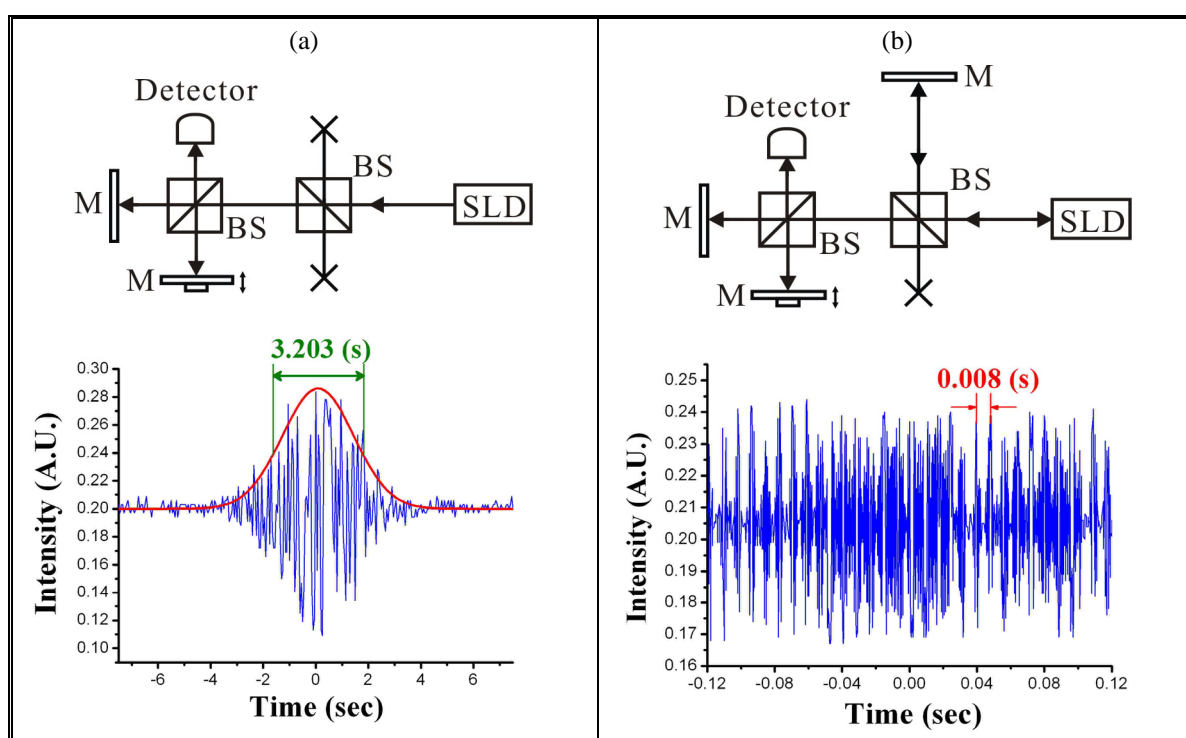 (a)
Detector
BS
M
SLD
BS
M
3.203 (s)
0.30
0.28
0.26
0.24
0.22
0.20
0.18
0.16
0.14
0.12
0.10
Intensity (A.U.)
-6 -4 -2 0 2 4 6
Time (sec)
(b)
M
Detector
BS
M
SLD
BS
M
0.008 (s)
0.25
0.24
0.23
0.22
0.21
0.20
0.19
0.18
0.17
0.16
Intensity (A.U.)
-0.12 -0.08 -0.04 0.00 0.04 0.08 0.12
Time (sec)